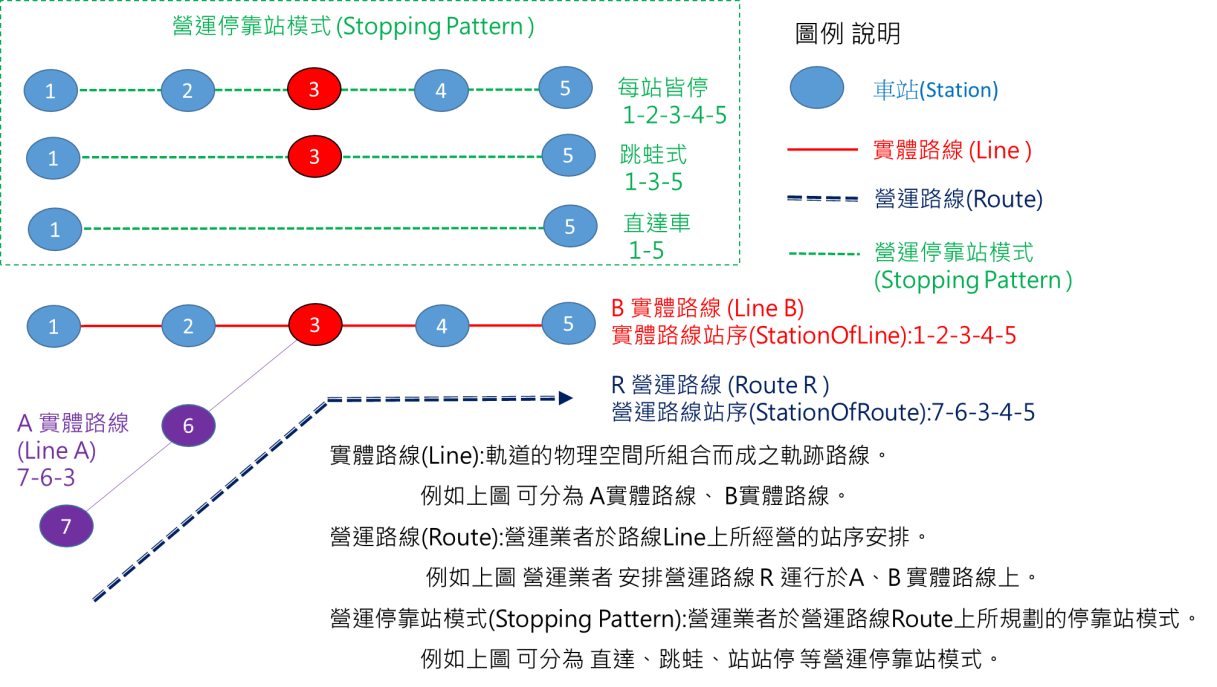 營運停靠站模式(Stopping Pattern )
1 2 3 4 5 每站皆停
1-2-3-4-5
1 3 5 跳蛙式
1-3-5
1 5 直達車
1-5
圖例 說明
車站(Station)
實體路線 (Line )
營運路線(Route)
營運停靠站模式
(Stopping Pattern )
1 2 3 4 5
B 實體路線 (Line B)
實體路線站序(StationOfLine):1-2-3-4-5
R 營運路線 (Route R )
營運路線站序(StationOfRoute):7-6-3-4-5
A 實體路線
(Line A)
7-6-3
6
7
實體路線(Line):軌道的物理空間所組合而成之軌跡路線。
例如上圖 可分為 A實體路線、 B實體路線。
營運路線(Route):營運業者於路線Line上所經營的站序安排。
例如上圖 營運業者 安排營運路線 R 運行於A、B 實體路線上。
營運停靠站模式(Stopping Pattern):營運業者於營運路線Route上所規劃的停靠站模式。
例如上圖 可分為 直達、跳蛙、站站停 等營運停靠站模式。